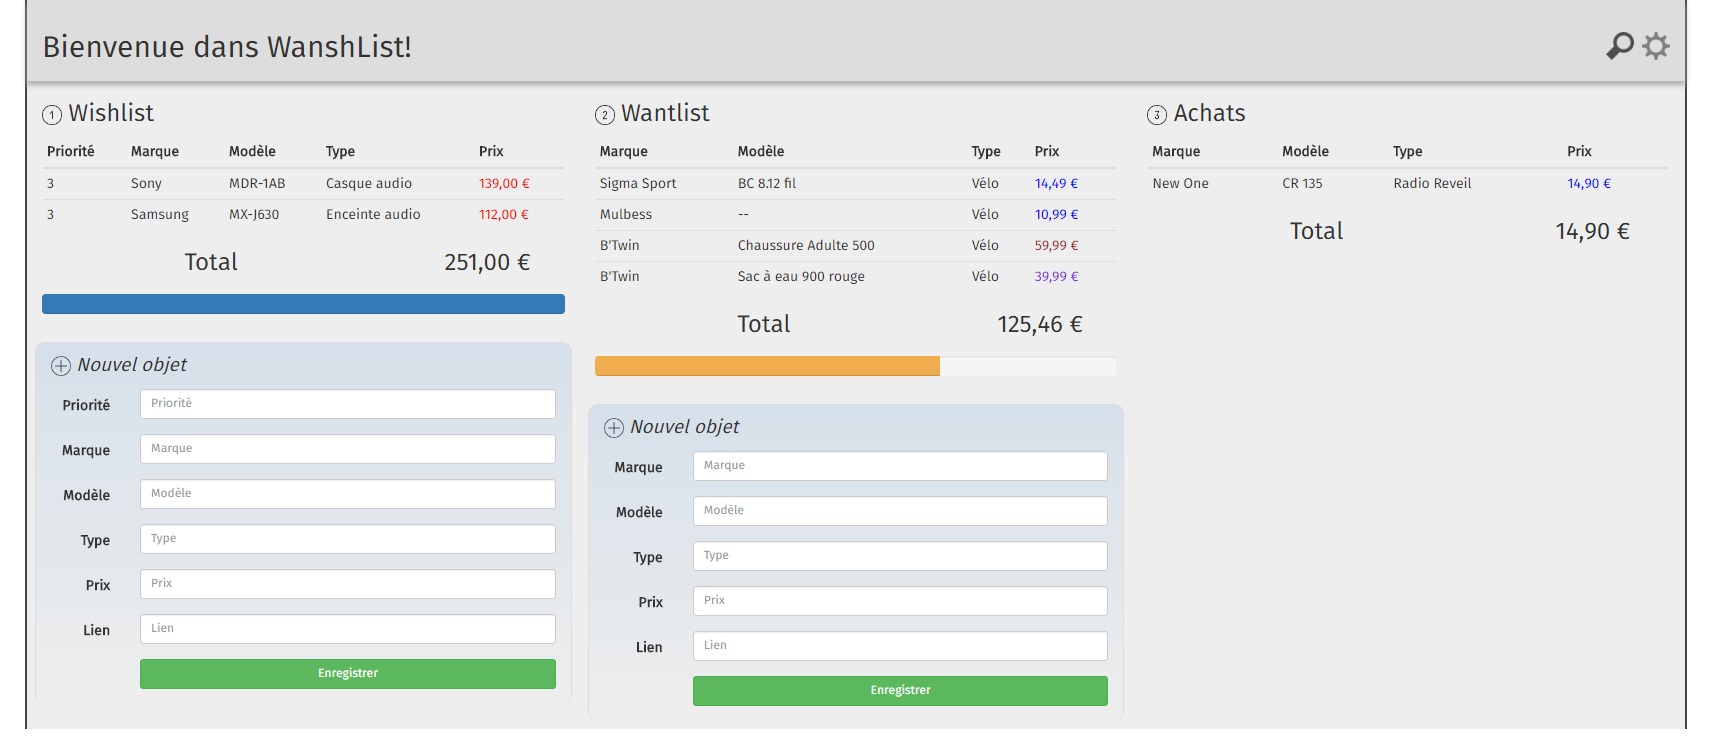 Bienvenue dans WanshList!
1 Wishlist
Priorité Marque Modèle Type Prix
3 Sony MDR-1AB Casque audio 139,00 €
3 Samsung MX-J630 Enceinte audio 112,00 €
Total 251,00 €
Nouvel objet
Priorité Priorité
Marque Marque
Modèle Modèle
Type Type
Prix Prix
Lien Lien
Enregistrer
2 Wantlist
Marque Modèle Type Prix
Sigma Sport BC 8.12 fil Vélo 14,49 €
Mulbess -- Vélo 10,99 €
B'Twin Chaussure Adulte 500 Vélo 59,99 €
B'Twin Sac à eau 900 rouge Vélo 39,99 €
Total 125,46 €
Nouvel objet
Marque Marque
Modèle Modèle
Type Type
Prix Prix
Lien Lien
Enregistrer
3 Achats
Marque Modèle Type Prix
New One CR 135 Radio Reveil 14,90 €
Total 14,90 €